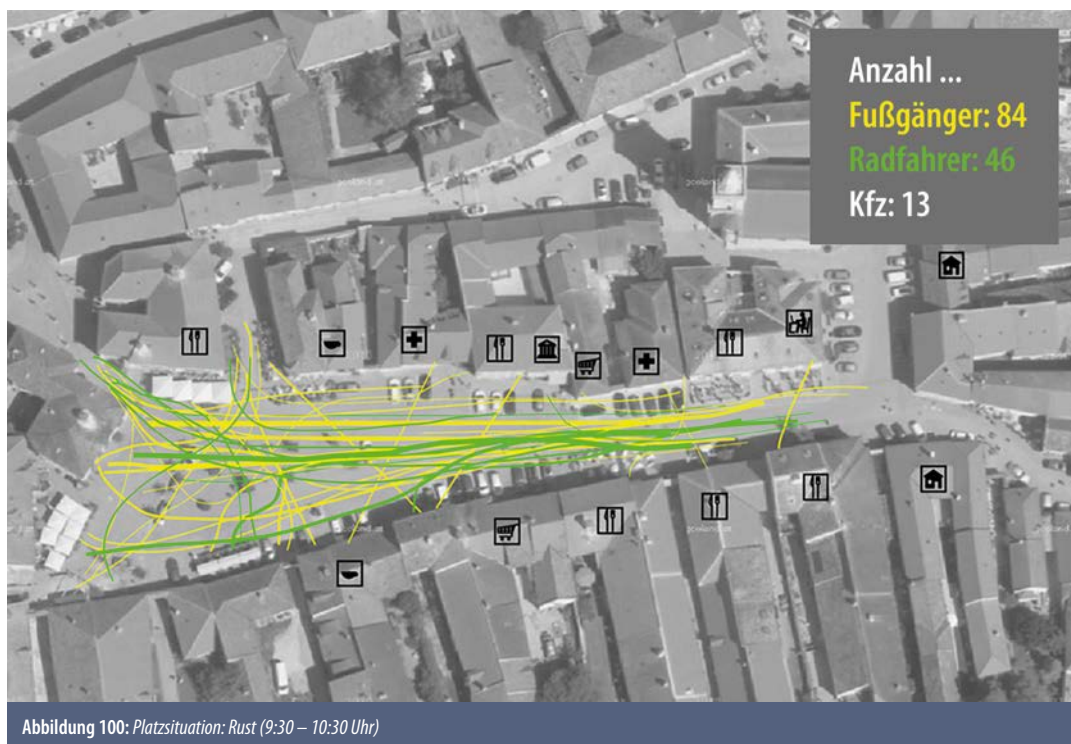 Anzahl ...
Fußgänger: 84
Radfahrer: 46
Kfz: 13
Abbildung 100: Platzsituation: Rust (9:30 – 10:30 Uhr)